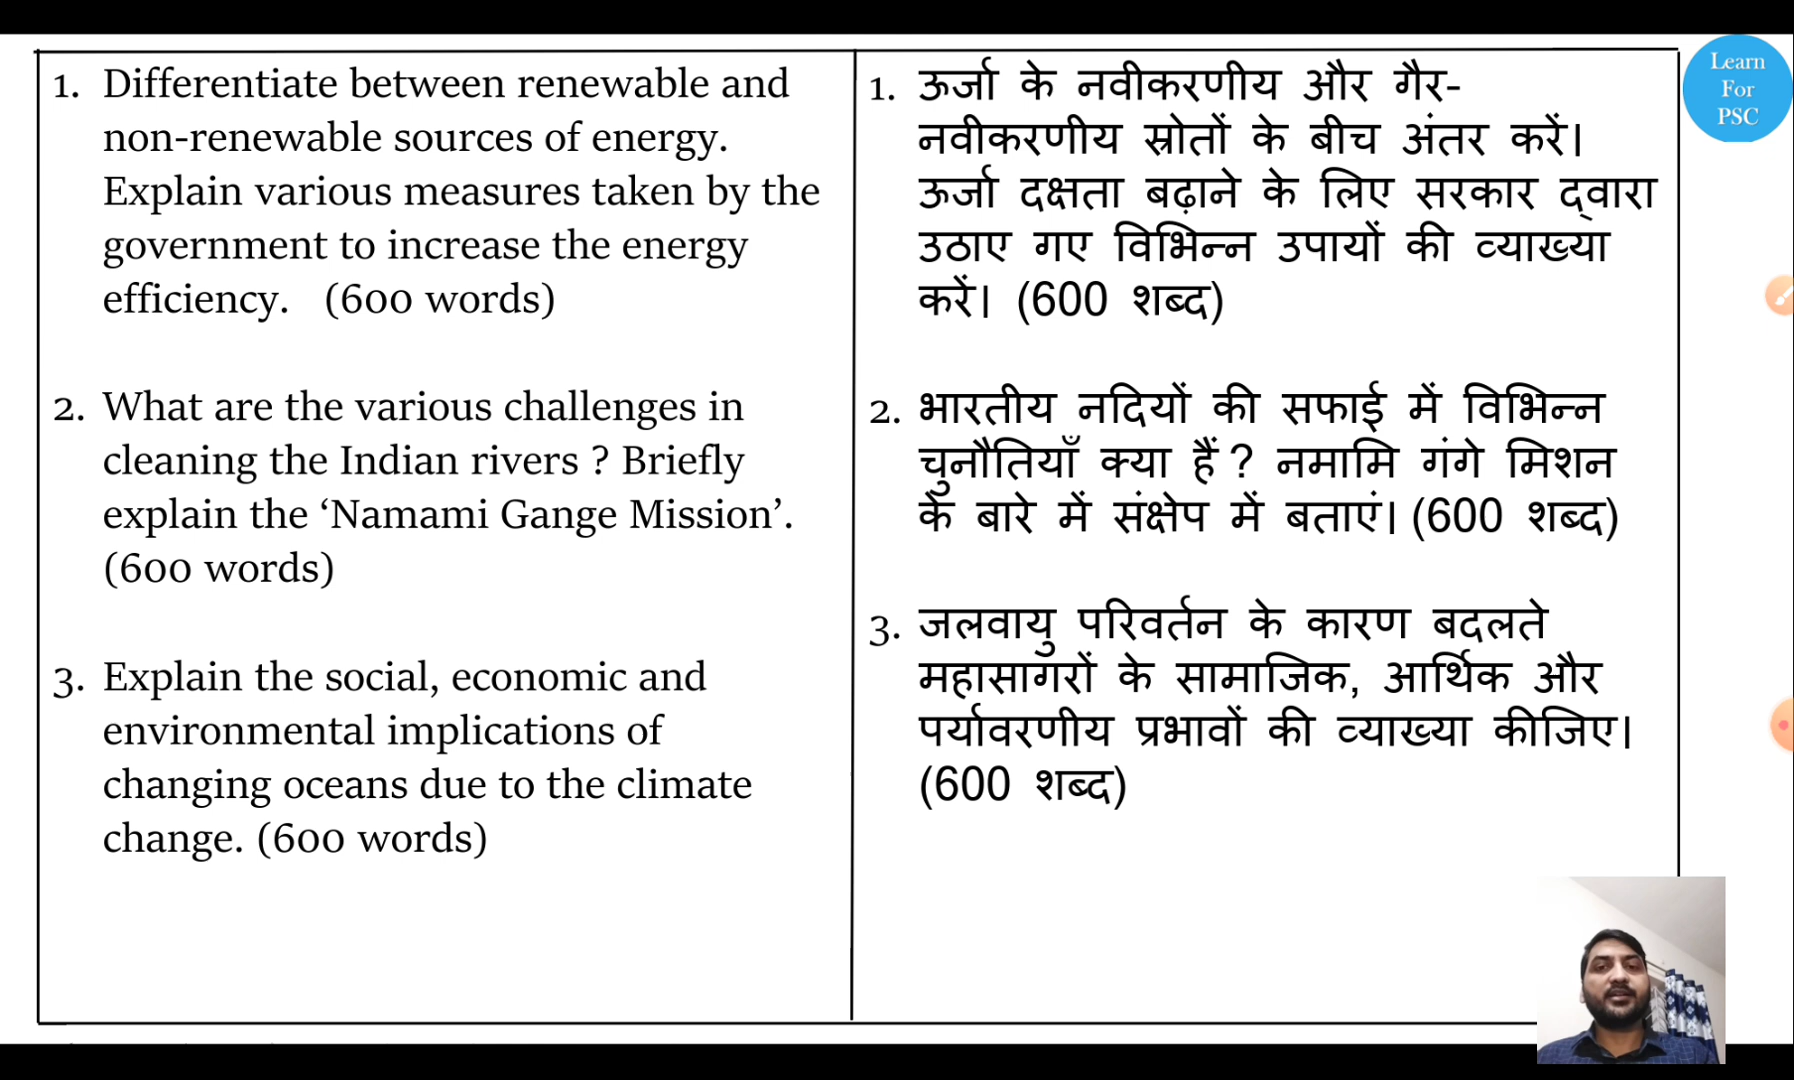 1. Differentiate between renewable and
non-renewable sources of energy.
Explain various measures taken by the
government to increase the energy
efficiency. (600 words)
2. What are the various challenges in
cleaning the Indian rivers ? Briefly
explain the ‘Namami Gange Mission’.
(600 words)
3. Explain the social, economic and
environmental implications of
changing oceans due to the climate
change. (600 words)
1. ऊर्जा के नवीकरणीय और गैर-
नवीकरणीय स्रोतों के बीच अंतर करें।
ऊर्जा दक्षता बढ़ाने के लिए सरकार द्वारा
उठाए गए विभिन्न उपायों की व्याख्या
करें। (600 शब्द)
2. भारतीय नदियों की सफाई में विभिन्न
चुनौतियाँ क्या हैं ? नमामि गंगे मिशन
के बारे में संक्षेप में बताएं। (600 शब्द)
3. जलवायु परिवर्तन के कारण बदलते
महासागरों के सामाजिक, आर्थिक और
पर्यावरणीय प्रभावों की व्याख्या कीजिए।
(600 शब्द)
Learn
For
PSC